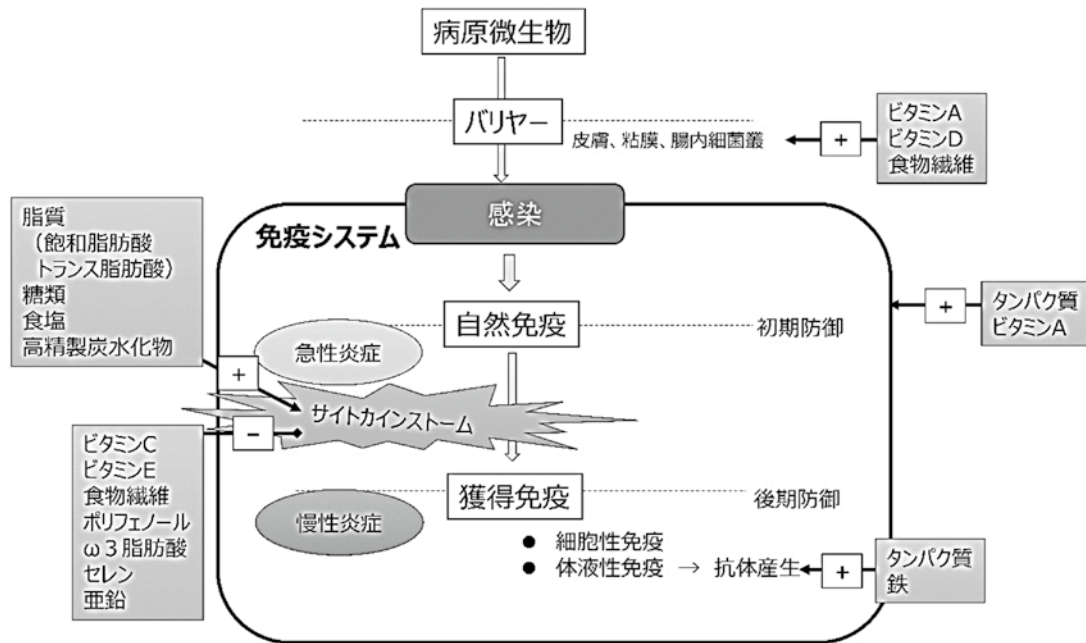 病原微生物
バリヤー
皮膚、粘膜、腸内細菌叢
+
ビタミンA
ビタミンD
食物繊維
感染
免疫システム
脂質
（飽和脂肪酸
トランス脂肪酸）
糖類
食塩
高精製炭水化物
+
タンパク質
ビタミンA
自然免疫
初期防御
急性炎症
+
サイトカインストーム
−
ビタミンC
ビタミンE
食物繊維
ポリフェノール
ω３脂肪酸
セレン
亜鉛
獲得免疫
後期防御
慢性炎症
● 細胞性免疫
● 体液性免疫 → 抗体産生
+
タンパク質
鉄